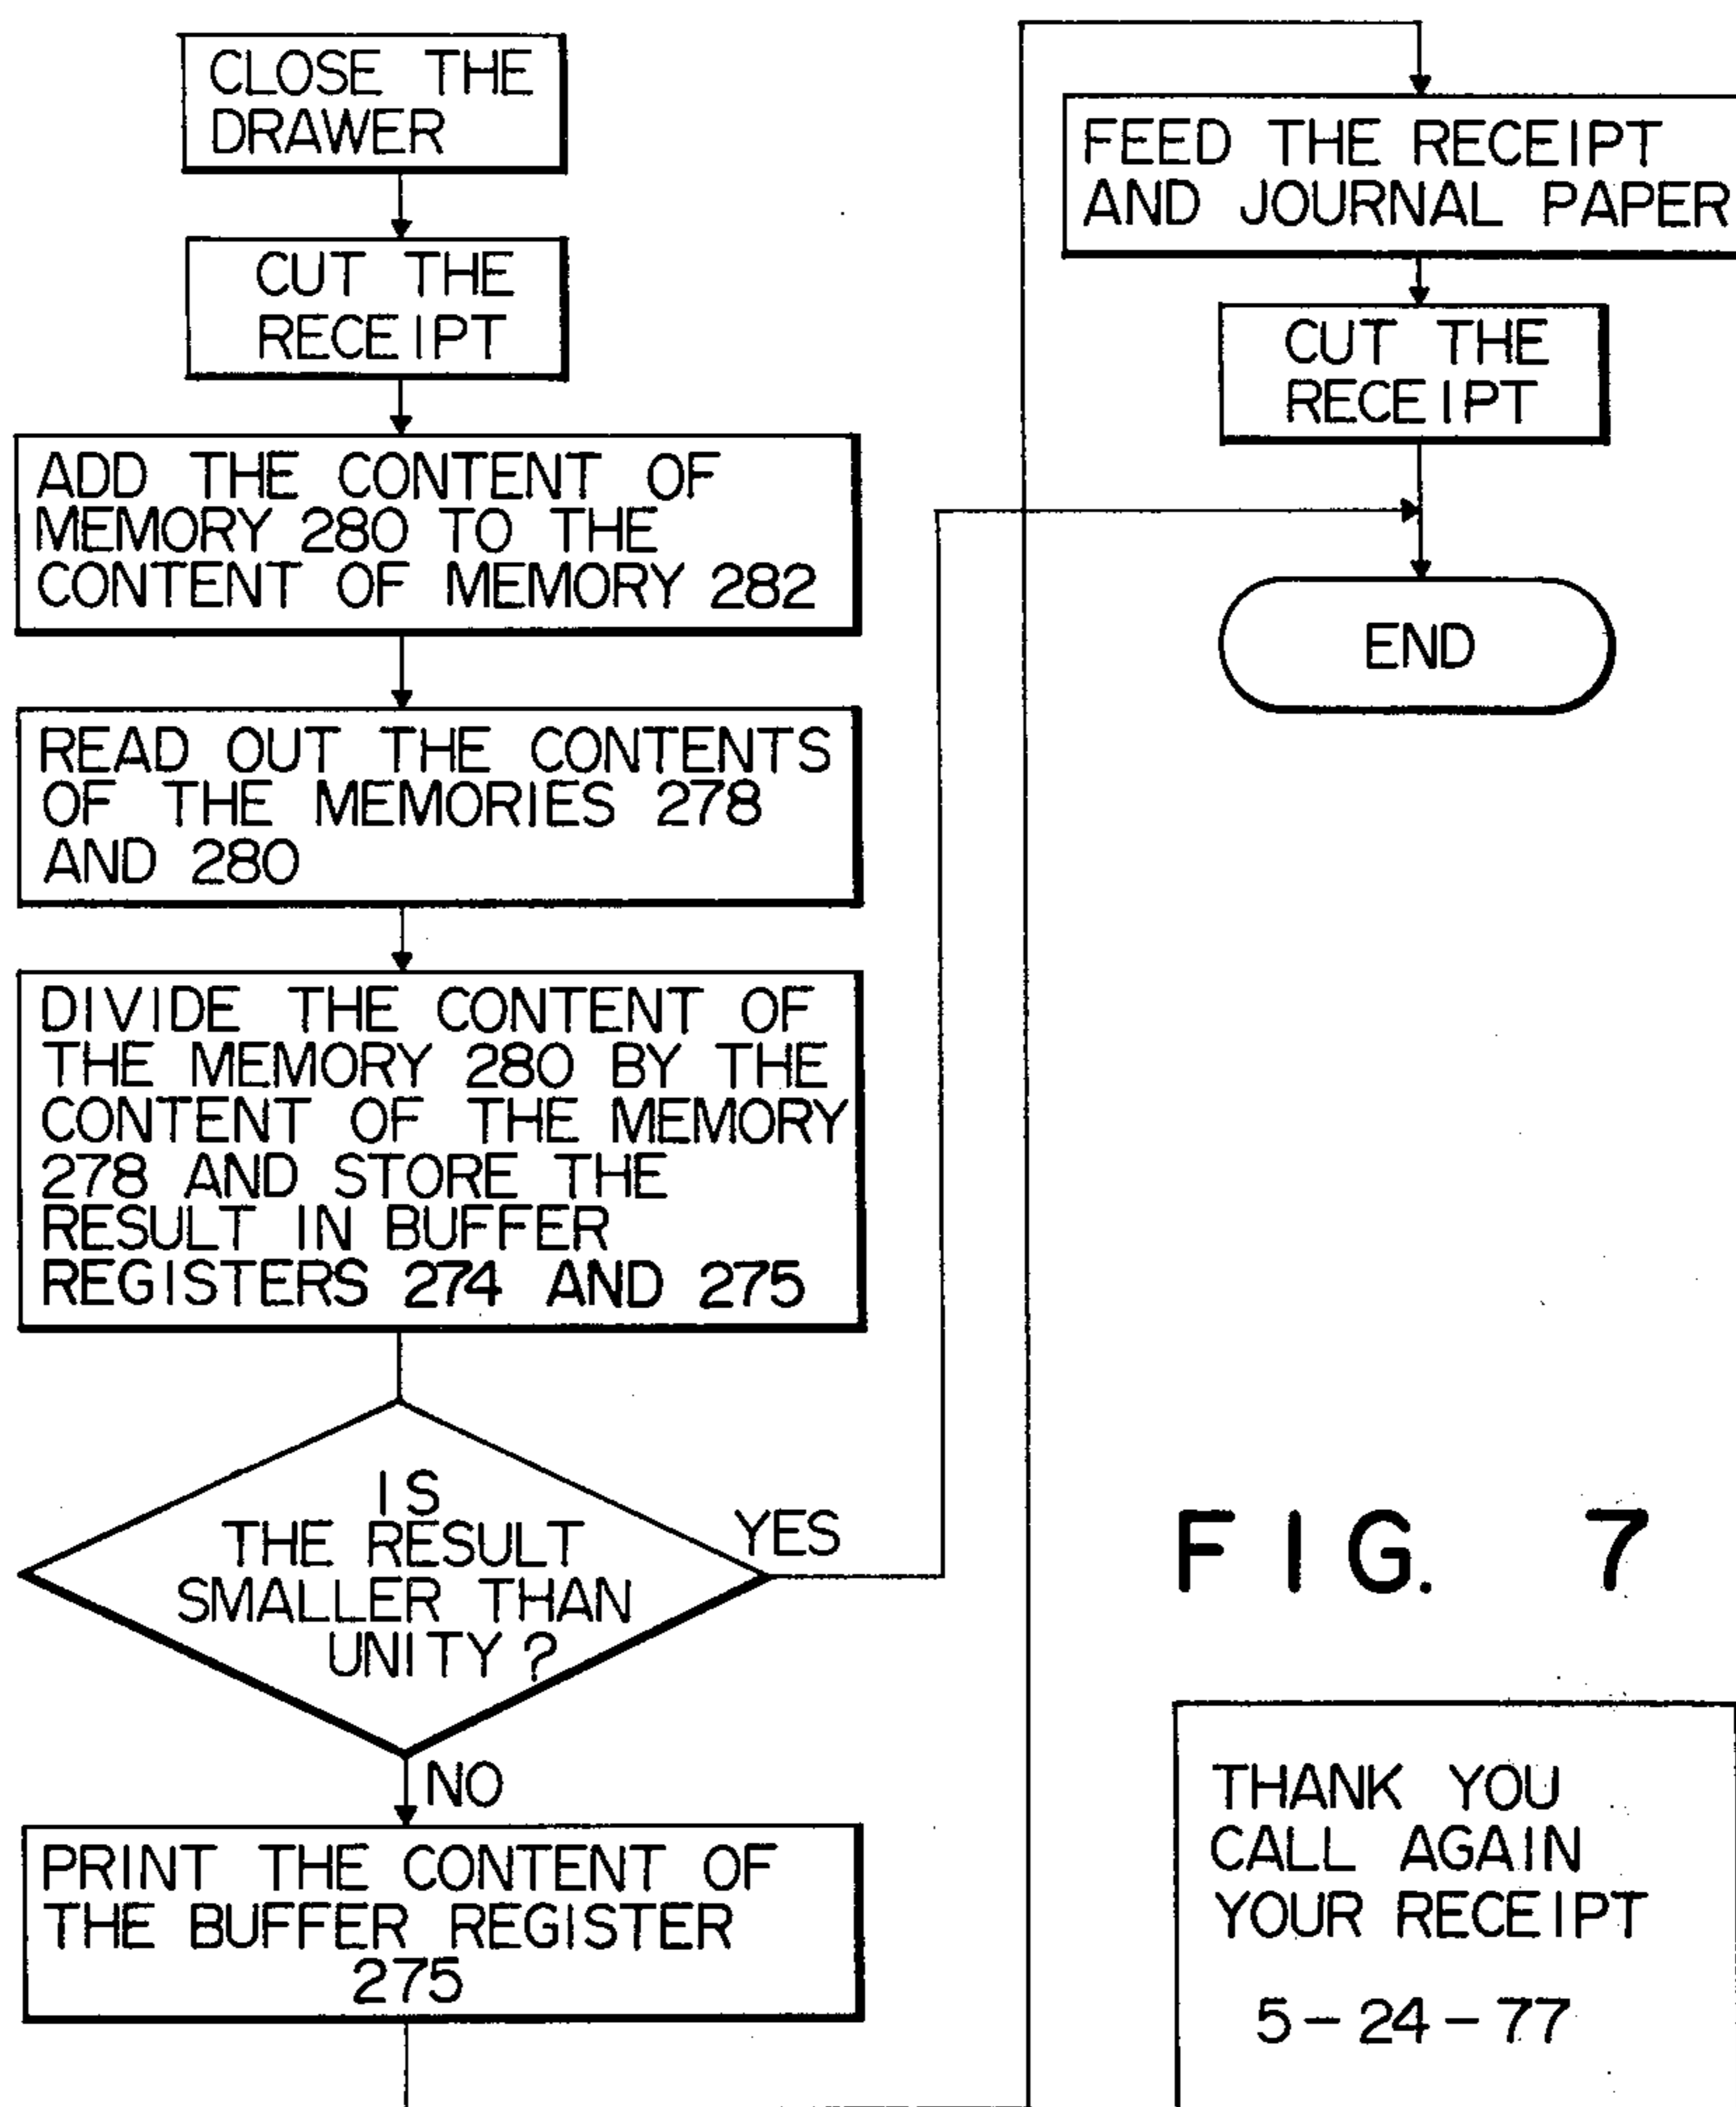 CLOSE THE
DRAWER
CUT THE
RECEIPT
ADD THE CONTENT OF
MEMORY 280 TO THE
CONTENT OF MEMORY 282
READ OUT THE CONTENTS
OF THE MEMORIES 278
AND 280
DIVIDE THE CONTENT OF
THE MEMORY 280 BY THE
CONTENT OF THE MEMORY
278 AND STORE THE
RESULT IN BUFFER
REGISTERS 274 AND 275
IS
THE RESULT
SMALLER THAN
UNITY?
YES
NO
PRINT THE CONTENT OF
THE BUFFER REGISTER
275
FEED THE RECEIPT
AND JOURNAL PAPER
CUT THE
RECEIPT
END
FIG. 7
THANK YOU
CALL AGAIN
YOUR RECEIPT
5-24-77